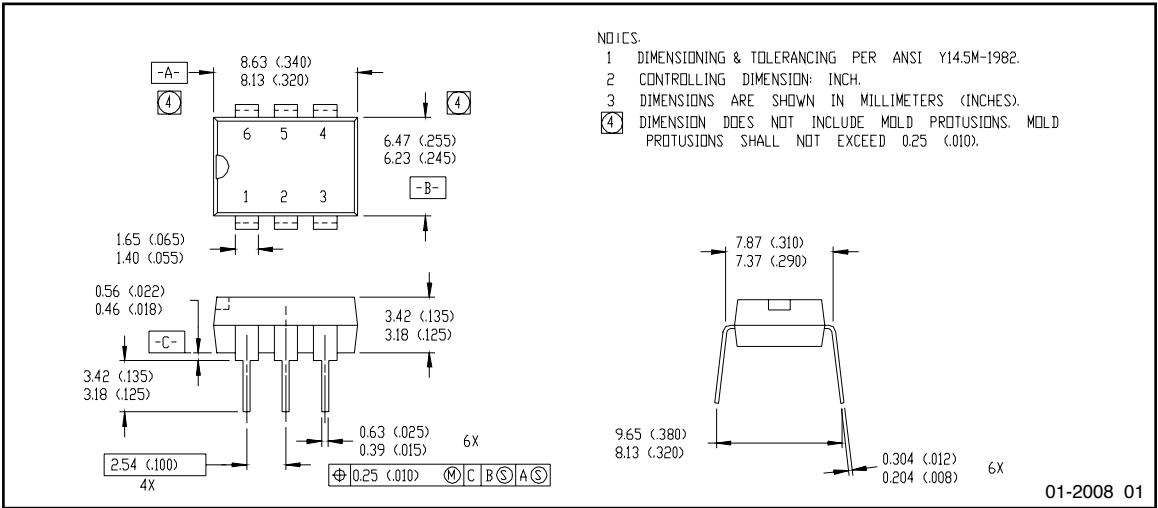 NOTES:
1 DIMENSIONING & TOLERANCING PER ANSI Y14.5M-1982.
2 CONTROLLING DIMENSION: INCH.
3 DIMENSIONS ARE SHOWN IN MILLIMETERS (INCHES).
4 DIMENSION DOES NOT INCLUDE MOLD PROTUSIONS. MOLD
PROTUSIONS SHALL NOT EXCEED 0.25 (.010).
-A-
8.63 (.340)
8.13 (.320)
4
4
6 5 4
1 2 3
6.47 (.255)
6.23 (.245)
-B-
1.65 (.065)
1.40 (.055)
0.56 (.022)
0.46 (.018)
-C-
3.42 (.135)
3.18 (.125)
3.42 (.135)
3.18 (.125)
0.63 (.025)
0.39 (.015)
6X
2.54 (.100)
4X
⌖ 0.25 (.010) Ⓜ C B Ⓢ A Ⓢ
7.87 (.310)
7.37 (.290)
9.65 (.380)
8.13 (.320)
0.304 (.012)
0.204 (.008)
6X
01-2008 01